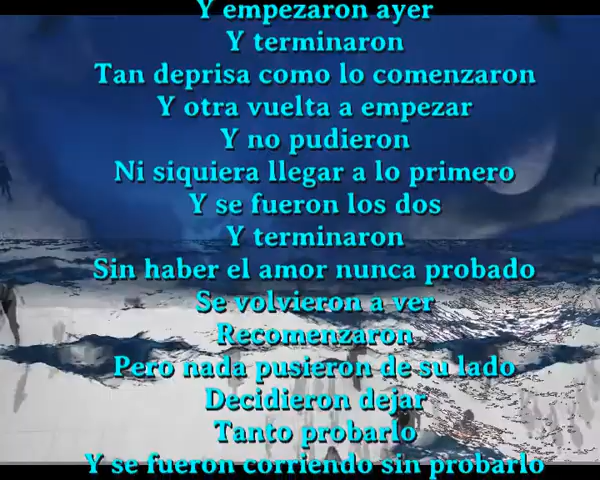 Y empezaron ayer
Y terminaron
Tan deprisa como lo comenzaron
Y otra vuelta a empezar
Y no pudieron
Ni siquiera llegar a lo primero
Y se fueron los dos
Y terminaron
Sin haber el amor nunca probado
Se volvieron a ver
Recomenzaron
Pero nada pusieron de su lado
Decidieron dejar
Tanto probarlo
Y se fueron corriendo sin probarlo